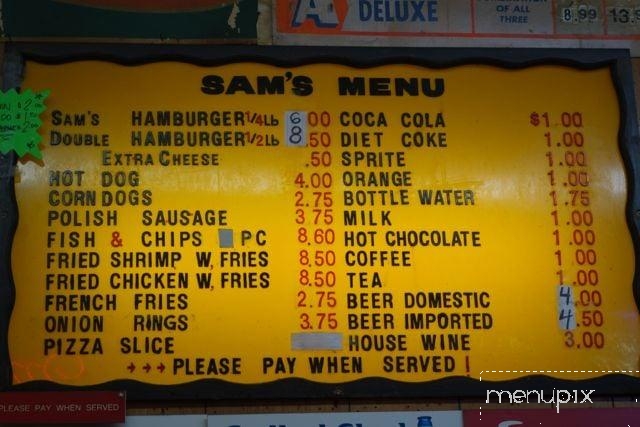 DELUXE
OF ALL
THREE
8.99
SAM'S MENU
SAM'S HAMBURGER 1/4 Lb 6.00 COCA COLA $1.00
DOUBLE HAMBURGER 1/2 Lb 8.50 DIET COKE 1.00
EXTRA CHEESE .50 SPRITE 1.00
HOT DOG 4.00 ORANGE 1.00
CORN DOGS 2.75 BOTTLE WATER 1.75
POLISH SAUSAGE 3.75 MILK 1.00
FISH & CHIPS PC 8.60 HOT CHOCOLATE 1.00
FRIED SHRIMP W, FRIES 8.50 COFFEE 1.00
FRIED CHICKEN W, FRIES 8.50 TEA 1.00
FRENCH FRIES 2.75 BEER DOMESTIC 4.00
ONION RINGS 3.75 BEER IMPORTED 4.50
PIZZA SLICE HOUSE WINE 3.00
→→→ PLEASE PAY WHEN SERVED!
PLEASE PAY WHEN SERVED
menupix